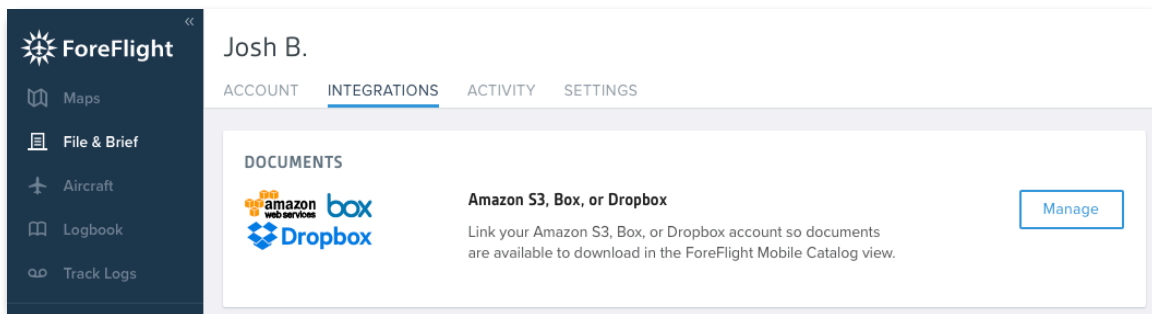 «
ForeFlight
Maps
File & Brief
Aircraft
Logbook
Track Logs
Josh B.
ACCOUNT INTEGRATIONS ACTIVITY SETTINGS
DOCUMENTS
amazon
web services
box
Dropbox
Amazon S3, Box, or Dropbox
Link your Amazon S3, Box, or Dropbox account so documents
are available to download in the ForeFlight Mobile Catalog view.
Manage